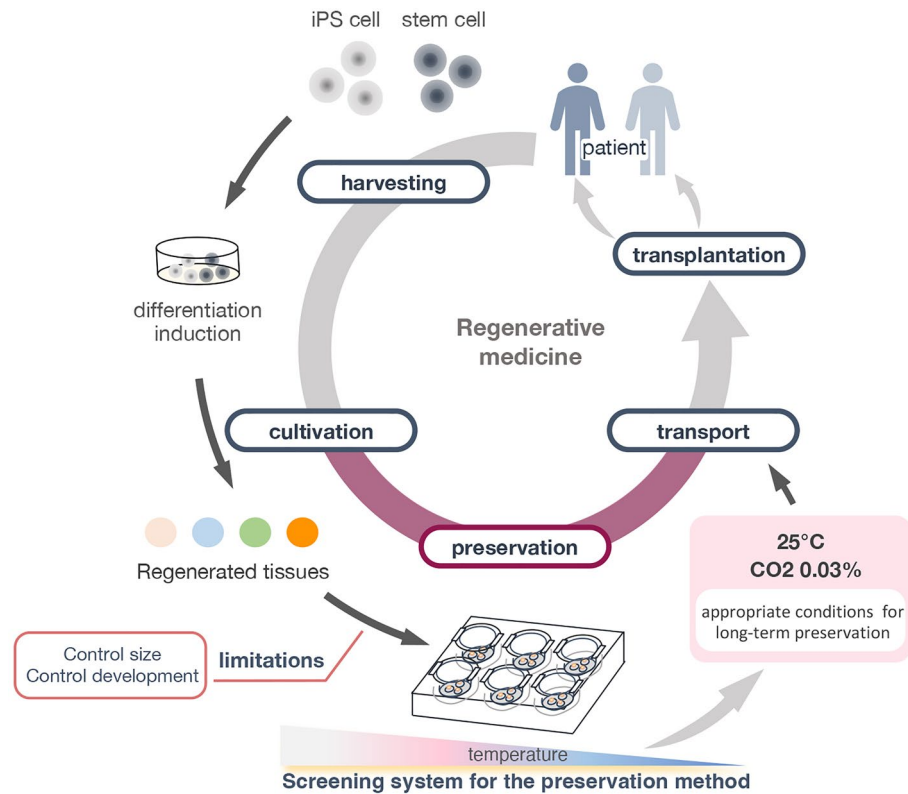 iPS cell
stem cell
patient
harvesting
transplantation
differentiation
induction
Regenerative
medicine
cultivation
transport
preservation
25°C
CO2 0.03%
appropriate conditions for
long-term preservation
Regenerated tissues
Control size
Control development
limitations
temperature
Screening system for the preservation method